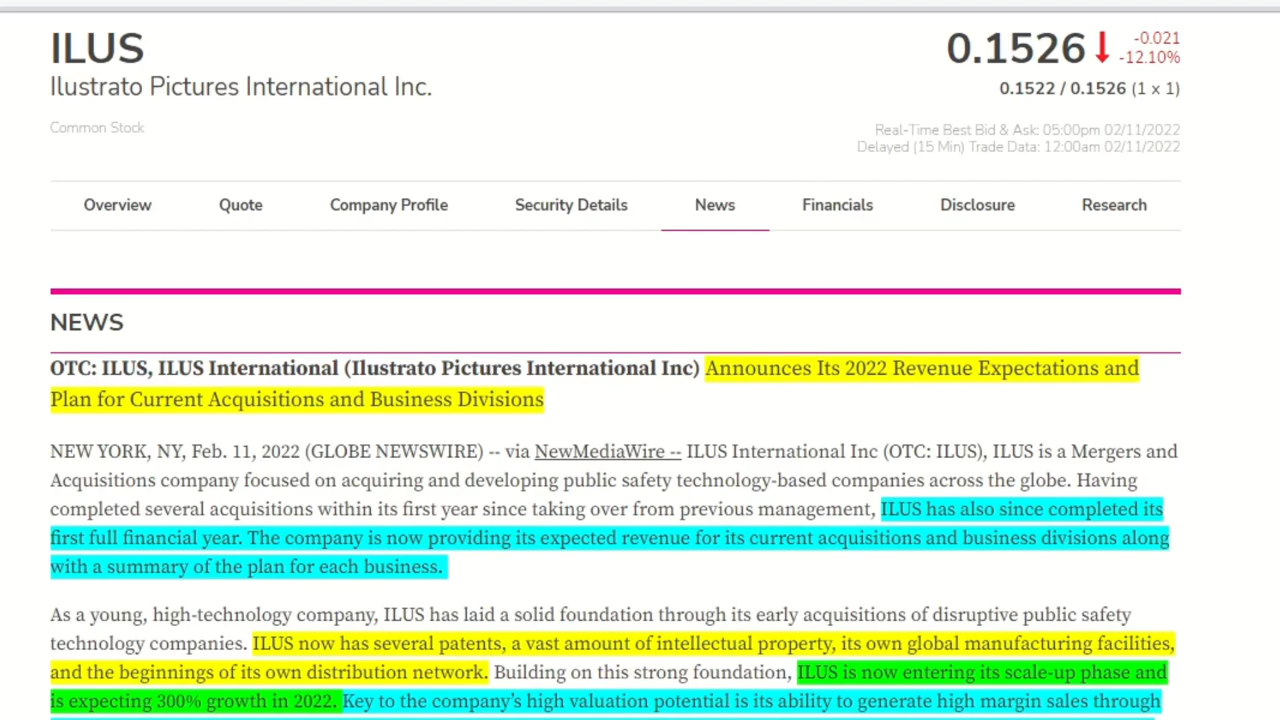 ILUS
0.1526 -0.021
-12.10%
Ilustrato Pictures International Inc.
0.1522 / 0.1526 (1 x 1)
Common Stock
Real-Time Best Bid & Ask: 05:00pm 02/11/2022
Delayed (15 Min) Trade Data: 12:00am 02/11/2022
Overview Quote Company Profile Security Details News Financials Disclosure Research
NEWS
OTC: ILUS, ILUS International (Ilustrato Pictures International Inc) Announces Its 2022 Revenue Expectations and
Plan for Current Acquisitions and Business Divisions
NEW YORK, NY, Feb. 11, 2022 (GLOBE NEWSWIRE) -- via NewMediaWire -- ILUS International Inc (OTC: ILUS), ILUS is a Mergers and
Acquisitions company focused on acquiring and developing public safety technology-based companies across the globe. Having
completed several acquisitions within its first year since taking over from previous management, ILUS has also since completed its
first full financial year. The company is now providing its expected revenue for its current acquisitions and business divisions along
with a summary of the plan for each business.
As a young, high-technology company, ILUS has laid a solid foundation through its early acquisitions of disruptive public safety
technology companies. ILUS now has several patents, a vast amount of intellectual property, its own global manufacturing facilities,
and the beginnings of its own distribution network. Building on this strong foundation, ILUS is now entering its scale-up phase and
is expecting 300% growth in 2022. Key to the company's high valuation potential is its ability to generate high margin sales through